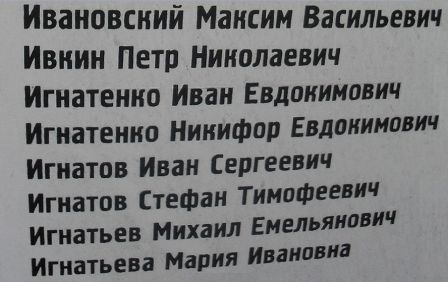 Ивановский Максим Васильевич
Ивкин Петр Николаевич
Игнатенко Иван Евдокимович
Игнатенко Никифор Евдокимович
Игнатов Иван Сергеевич
Игнатов Стефан Тимофеевич
Игнатьев Михаил Емельянович
Игнатьева Мария Ивановна